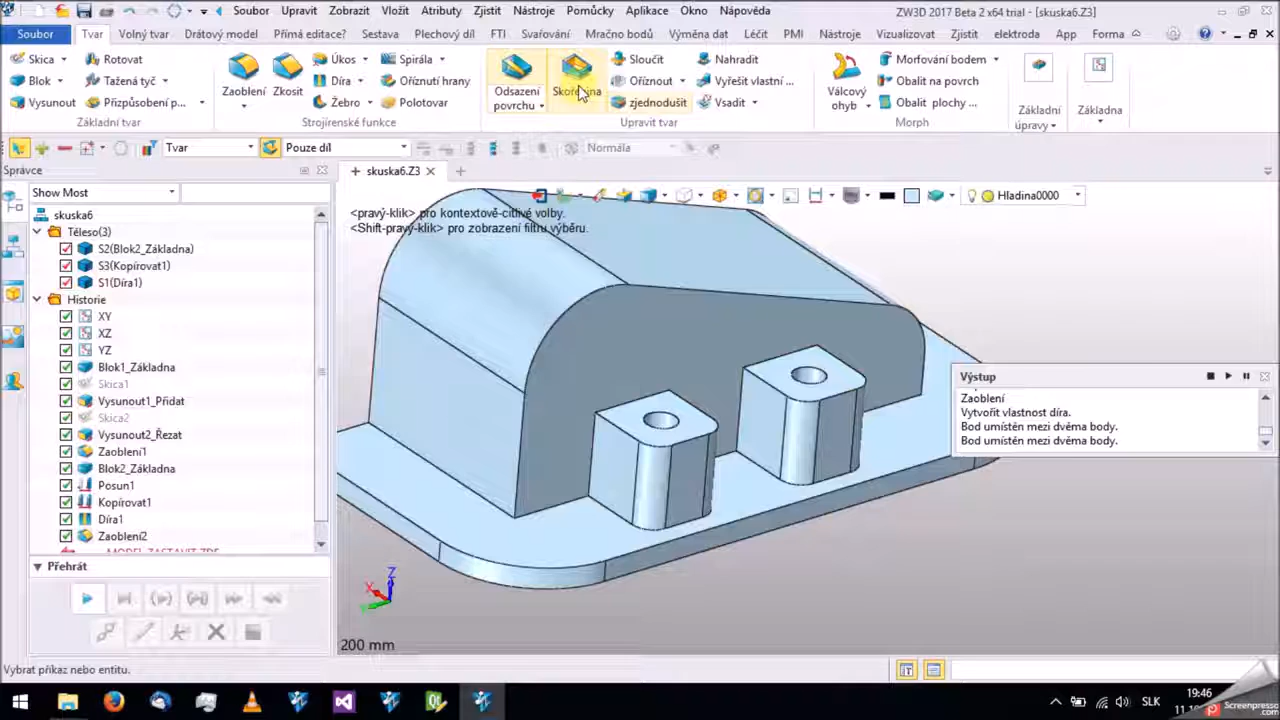 Soubor Upravit Zobrazit Vložit Atributy Zjistit Nástroje Pomůcky Aplikace Okno Nápověda ZW3D 2017 Beta 2 x64 trial - [skuska6.Z3]
Soubor Tvar Volný tvar Drátový model Přímá editace? Sestava Plechový díl FTI Svařování Mračno bodů Výměna dat Léčit PMI Nástroje Vizualizovat Zjistit elektroda App Forma
Skica Rotovat Úkos Spirála Sloučit Nahradit Morfování bodem
Blok Tažená tyč Díra Oříznutí hrany Oříznout Vyřešit vlastní ... Obalit na povrch
Vysunout Přizpůsobení p... Žebro Polotovar zjednodušit Vsadit Obalit plochy ...
Zaoblení Zkosit Odsazení povrchu Skořepina Válcový ohyb Základní úpravy Základna
Základní tvar Strojírenské funkce Upravit tvar Morph
Tvar Pouze díl Normála
Správce skuska6.Z3
Show Most Hladina0000
<pravý-klik> pro kontextově-citlivé volby.
<Shift-pravý-klik> pro zobrazení filtru výběru.
skuska6
Těleso(3)
S2(Blok2_Základna)
S3(Kopírovat1)
S1(Díra1)
Historie
XY
XZ
YZ
Blok1_Základna
Skica1
Vysunout1_Přidat
Skica2
Vysunout2_Řezat
Zaoblení1
Blok2_Základna
Posun1
Kopírovat1
Díra1
Zaoblení2
Výstup
Zaoblení
Vytvořit vlastnost díra.
Bod umístěn mezi dvěma body.
Bod umístěn mezi dvěma body.
Přehrát
X
Z
200 mm
Vybrat příkaz nebo entitu.
SLK
19:46
Screenpresso
.com